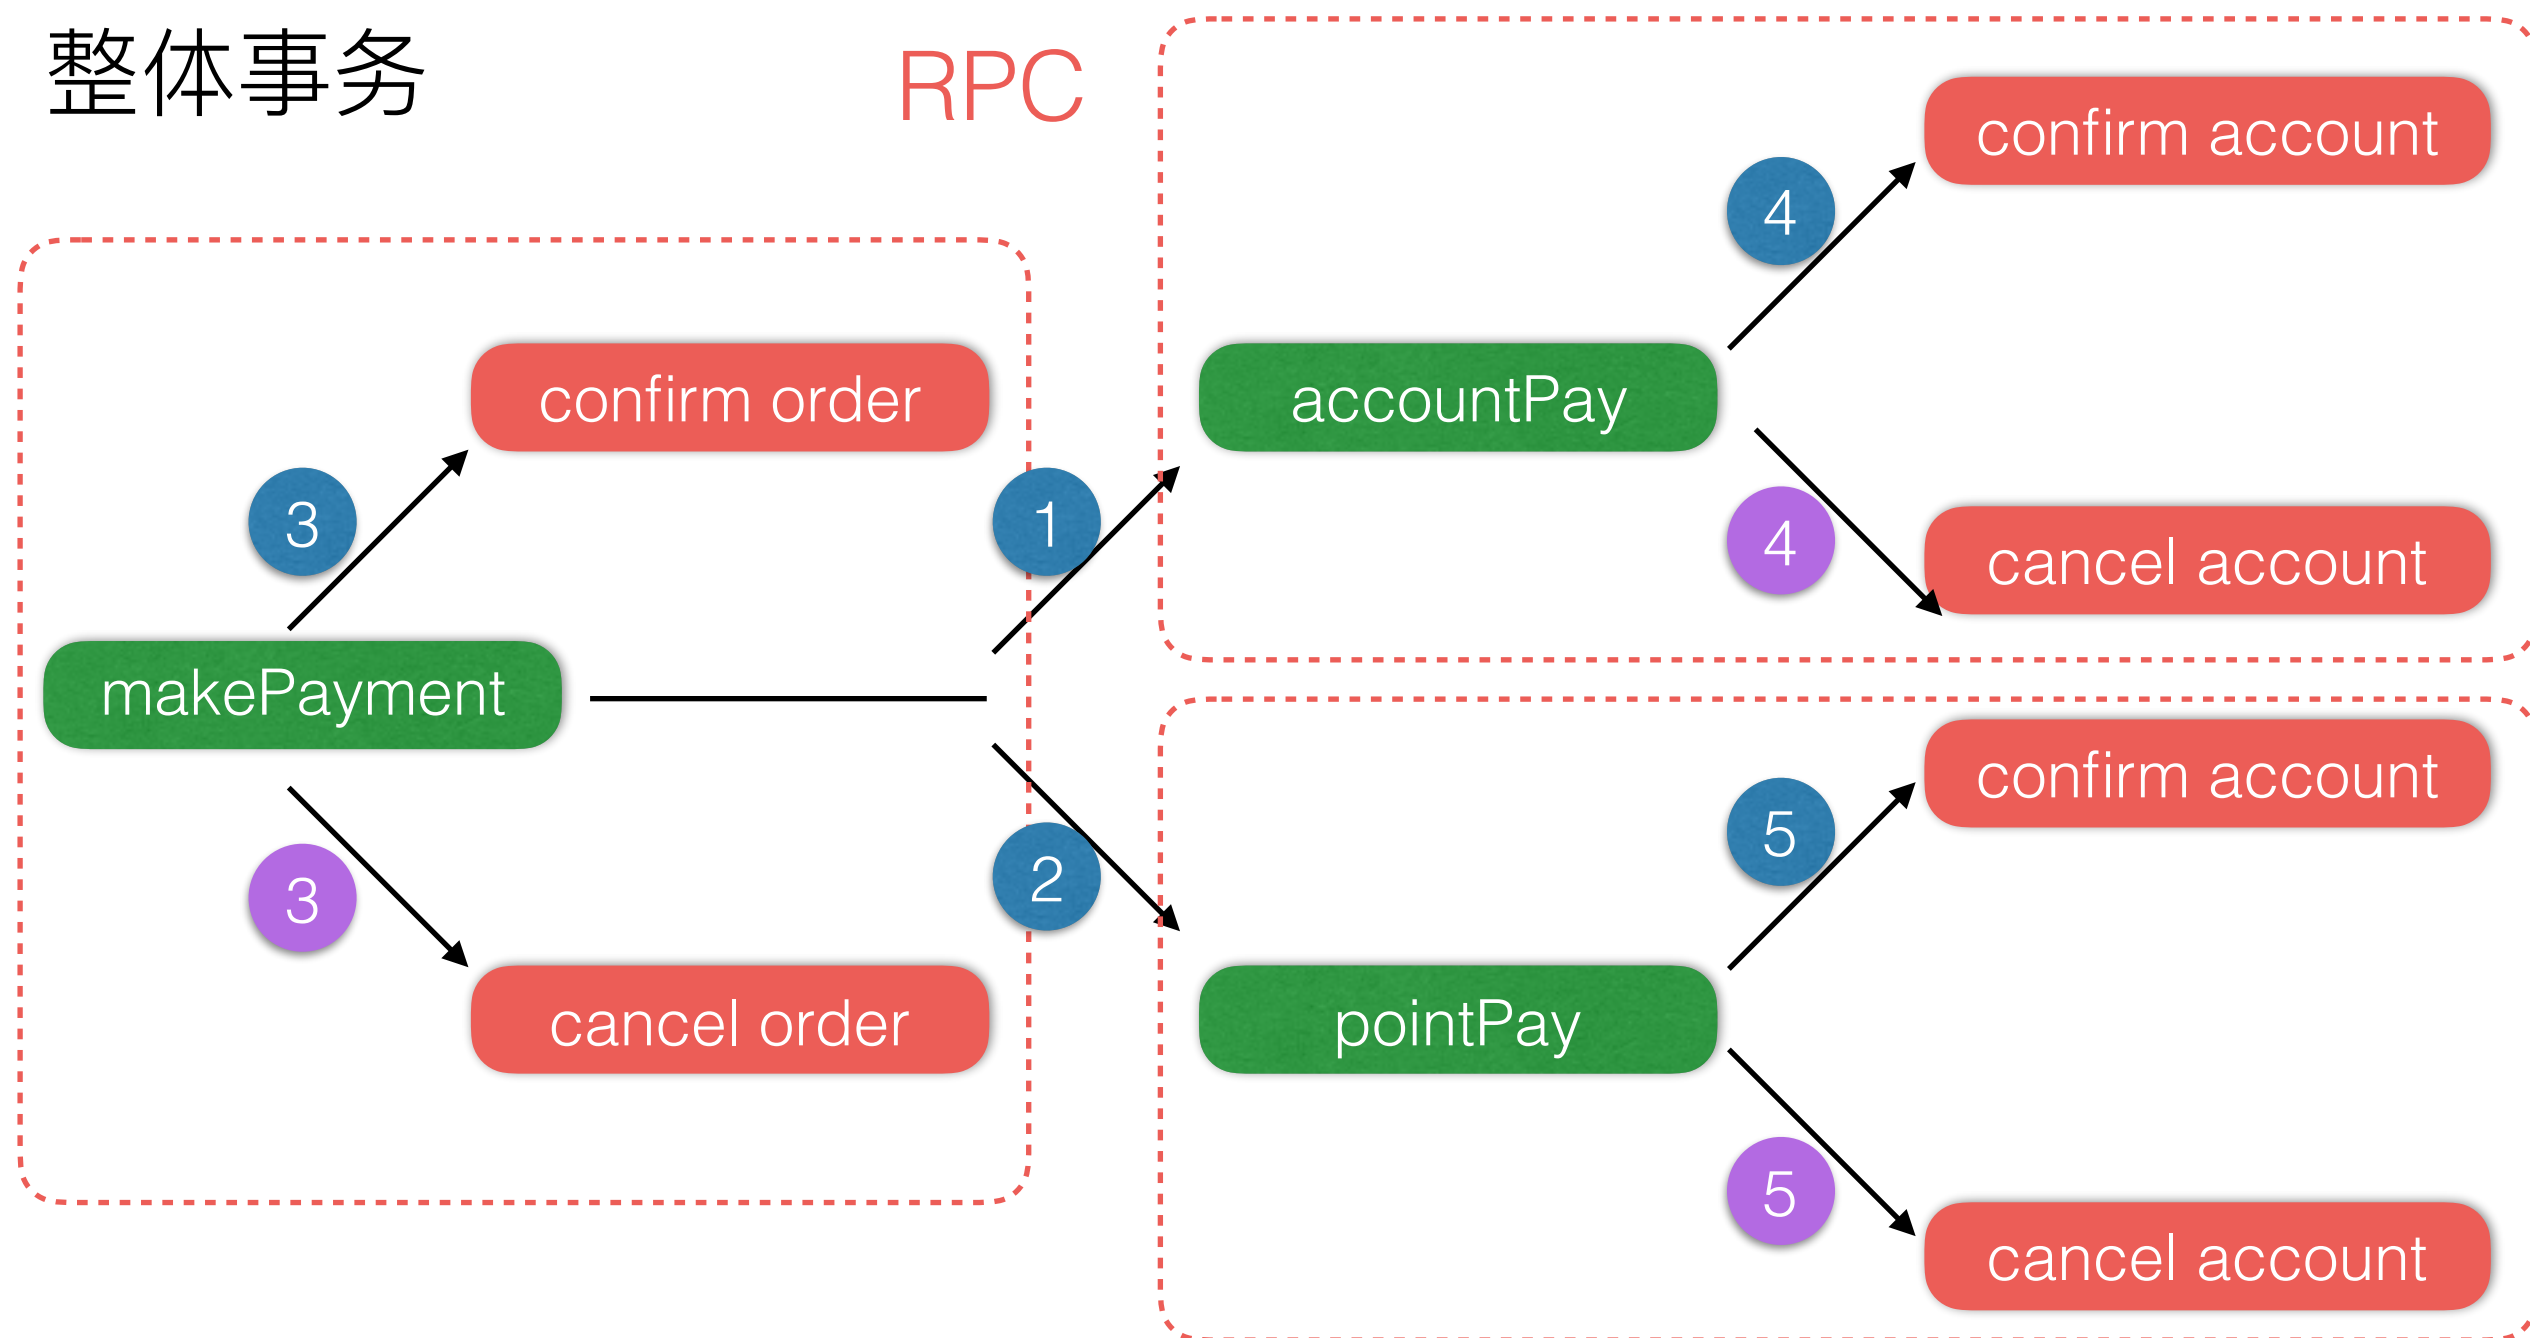 整体事务
RPC
confirm account
4
confirm order
accountPay
3
1
4
cancel account
makePayment
confirm account
5
3
2
cancel order
pointPay
5
cancel account